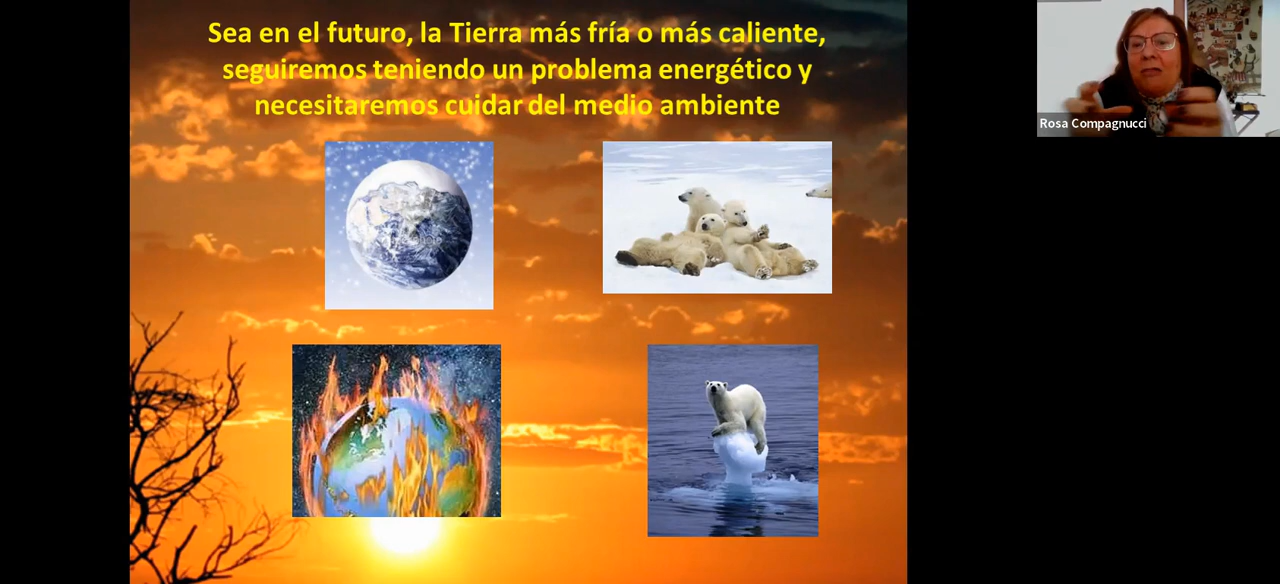 Sea en el futuro, la Tierra más fría o más caliente,
seguiremos teniendo un problema energético y
necesitaremos cuidar del medio ambiente
Rosa Compagnucci